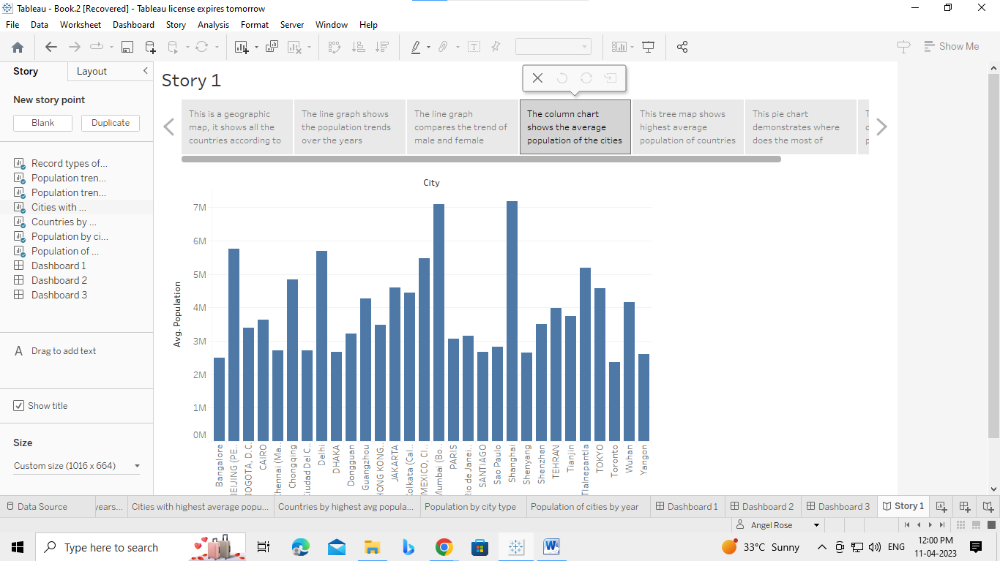 Tableau - Book.2 [Recovered] - Tableau license expires tomorrow
File Data Worksheet Dashboard Story Analysis Format Server Window Help
Show Me
Story
Layout
New story point
Blank
Duplicate
Record types of...
Population tren...
Population tren...
Cities with ...
Countries by ...
Population by ci...
Population of ...
Dashboard 1
Dashboard 2
Dashboard 3
A Drag to add text
Show title
Size
Custom size (1016 x 664)
Story 1
This is a geographic
map, it shows all the
countries according to
The line graph shows
the population trends
over the years
The line graph
compares the trend of
male and female
The column chart
shows the average
population of the cities
This tree map shows
highest average
population of countries
This pie chart
demonstrates where
does the most of
City
Avg. Population
7M
6M
5M
4M
3M
2M
1M
0M
Bangalore
BEIJING (PE..
BOGOTA, D.C.
CAIRO
Chennai (Ma..
Chongqing
Ciudad Del C..
Delhi
DHAKA
Dongguan
Guangzhou
HONG KONG..
JAKARTA
Kolkata (Cal..
MEXICO, CI..
Mumbai (Bo..
PARIS
Rio de Janei..
SANTIAGO
Sao Paulo
Shanghai
Shenyang
Shenzhen
TEHRAN
Tianjin
Tlalnepantla
TOKYO
Toronto
Wuhan
Yangon
Data Source
years...
Cities with highest average popu...
Countries by highest avg popula...
Population by city type
Population of cities by year
Dashboard 1
Dashboard 2
Dashboard 3
Story 1
Angel Rose
Type here to search
33°C Sunny
ENG
12:00 PM
11-04-2023